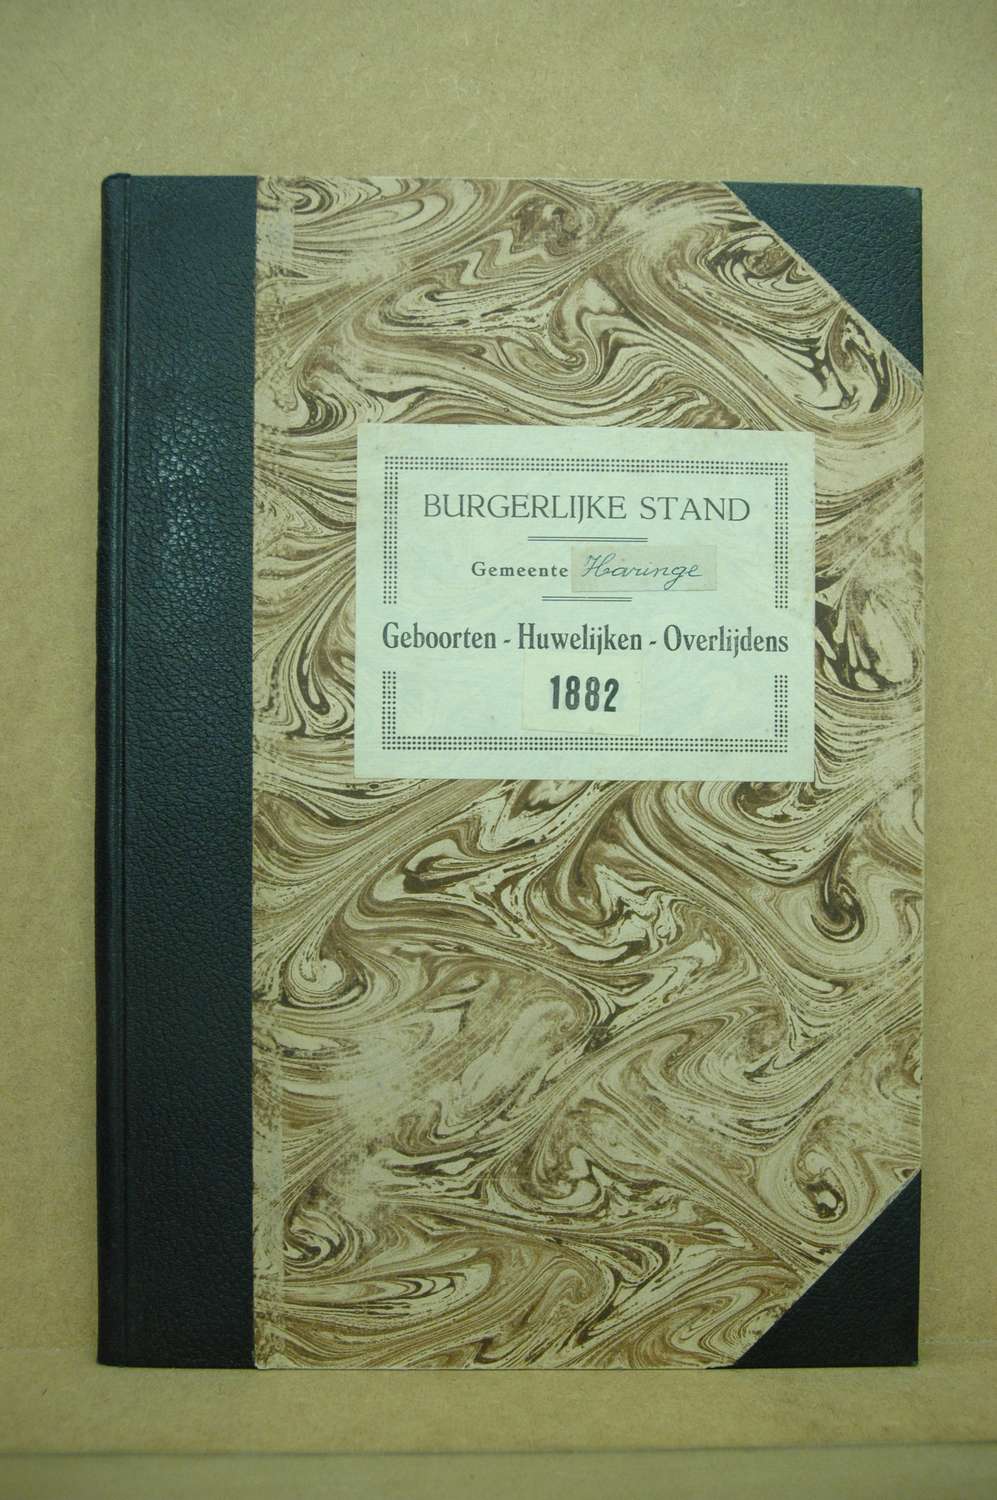 BURGERLIJKE STAND
Gemeente Haringe
Geboorten - Huwelijken - Overlijdens
1882